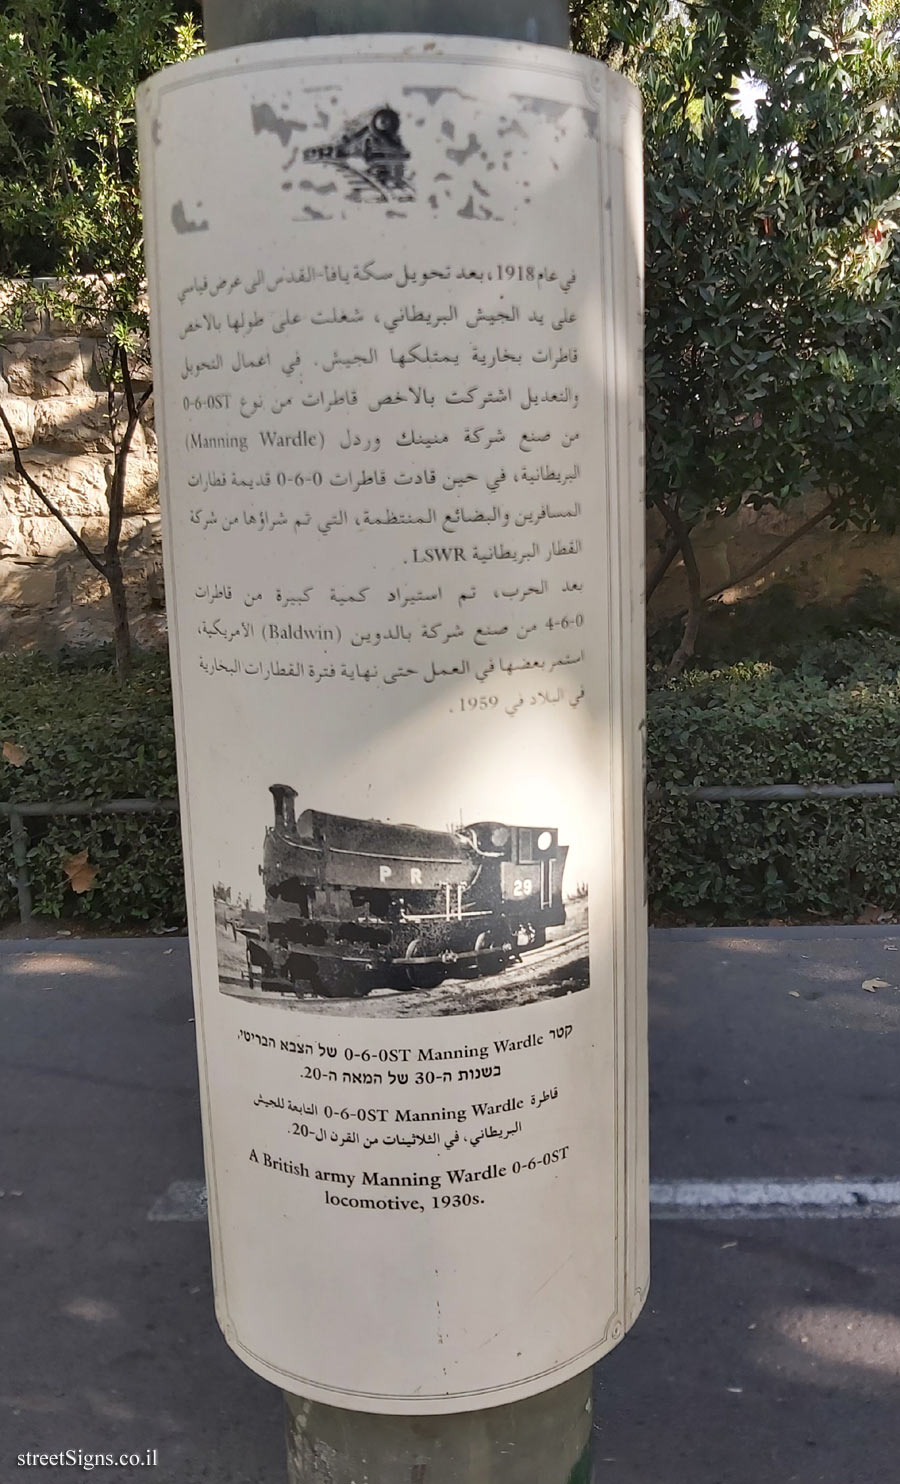 في عام 1918، بعد تحويل سكة يافا-القدس الى عرض قياسي
على يد الجيش البريطاني، شغلت على طولها بالاخص
قاطرات بخارية يمتلكها الجيش. في اعمال التحويل
والتعديل اشتركت بالاخص قاطرات من نوع 0-6-0ST
من صنع شركة منينك وردل (Manning Wardle)
البريطانية، في حين قادت قاطرات 0-6-0 قديمة قطارات
المسافرين والبضائع المنتظمة، التي تم شراؤها من شركة
القطار البريطانية LSWR.
بعد الحرب، تم استيراد كمية كبيرة من قاطرات
4-6-0 من صنع شركة بالدوين (Baldwin) الأمريكية،
استمر بعضها في العمل حتى نهاية فترة القطارات البخارية
في البلاد في 1959.
P R
29
קטר 0-6-0ST Manning Wardle של הצבא הבריטי,
בשנות ה-30 של המאה ה-20.
قاطرة 0-6-0ST Manning Wardle التابعة للجيش
البريطاني، في الثلاثينات من القرن ال-20.
A British army Manning Wardle 0-6-0ST
locomotive, 1930s.
streetSigns.co.il